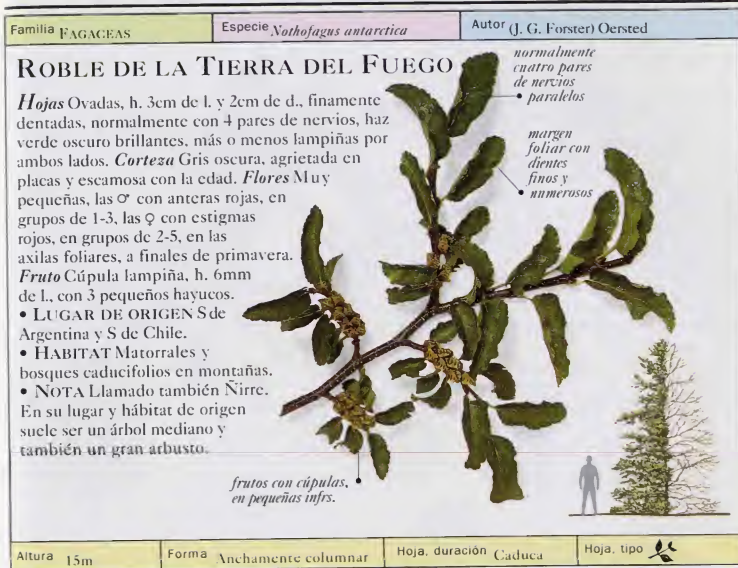 Familia FAGACEAS
Especie Nothofagus antarctica
Autor (J. G. Forster) Oersted
ROBLE DE LA TIERRA DEL FUEGO
Hojas Ovadas, h. 3cm de l. y 2cm de d., finamente
dentadas, normalmente con 4 pares de nervios, haz
verde oscuro brillantes, más o menos lampiñas por
ambos lados. Corteza Gris oscura, agrietada en
placas y escamosa con la edad. Flores Muy
pequeñas, las ♂ con anteras rojas, en
grupos de 1-3, las ♀ con estigmas
rojos, en grupos de 2-5, en las
axilas foliares, a finales de primavera.
Fruto Cúpula lampiña, h. 6mm
de l., con 3 pequeños hayucos.
• LUGAR DE ORIGEN S de
Argentina y S de Chile.
• HABITAT Matorrales y
bosques caducifolios en montañas.
• NOTA Llamado también Ñirre.
En su lugar y hábitat de origen
suele ser un árbol mediano y
también un gran arbusto.
normalmente
cuatro pares
de nervios
paralelos
margen
foliar con
dientes
finos y
numerosos
frutos con cúpulas,
en pequeñas infrs.
Altura 15m
Forma Anchamente columnar
Hoja, duración Caduca
Hoja, tipo